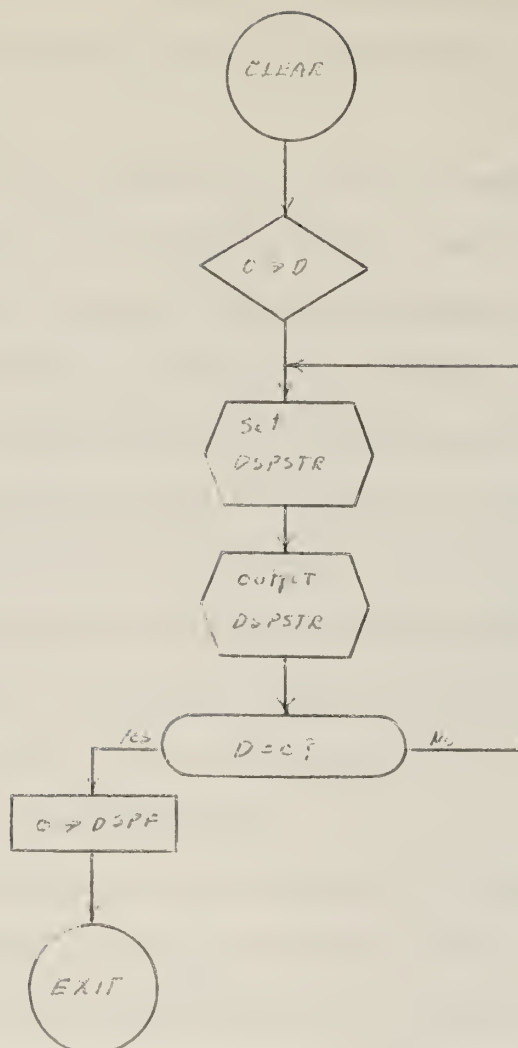 CLEAR
0 → D
Set
DSPSTR
output
DSPSTR
D = 0 ?
Yes
No
0 → DSPF
EXIT